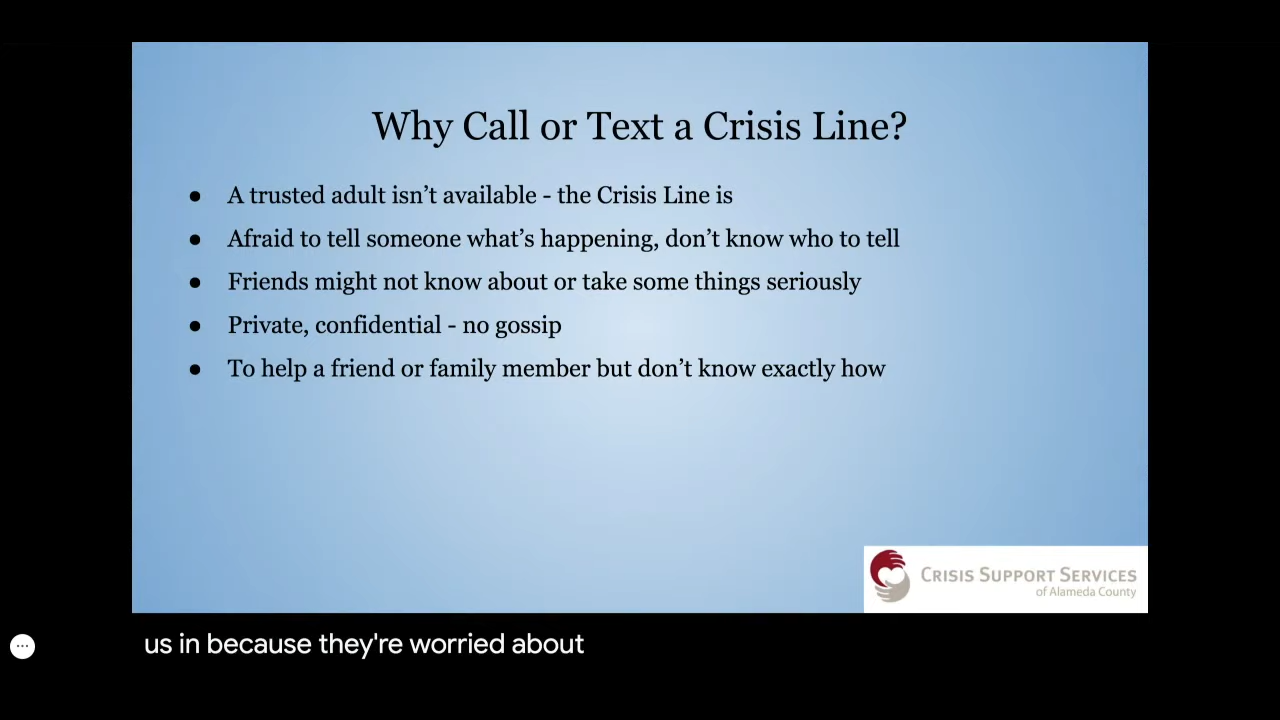 Why Call or Text a Crisis Line?
● A trusted adult isn’t available - the Crisis Line is
● Afraid to tell someone what’s happening, don’t know who to tell
● Friends might not know about or take some things seriously
● Private, confidential - no gossip
● To help a friend or family member but don’t know exactly how
CRISIS SUPPORT SERVICES
of Alameda County
us in because they're worried about